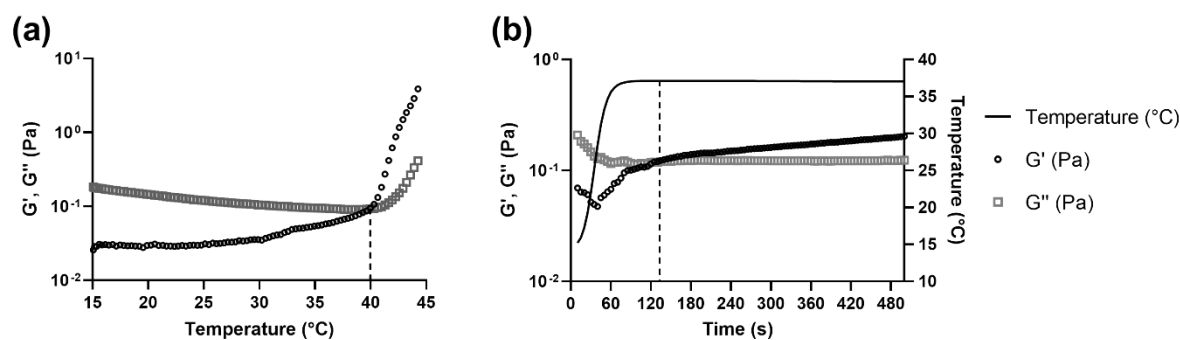 (a)
10¹
10⁰
10⁻¹
10⁻²
G', G'' (Pa)
15 20 25 30 35 40 45
Temperature (°C)
(b)
10⁰
10⁻¹
10⁻²
G', G'' (Pa)
40
35
30
25
20
15
10
Temperature (°C)
0 60 120 180 240 300 360 420 480
Time (s)
Temperature (°C)
G' (Pa)
G'' (Pa)